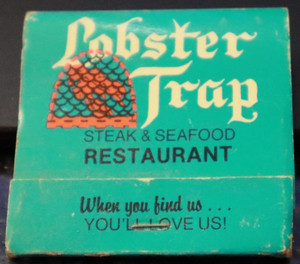 Lobster
Trap
STEAK & SEAFOOD
RESTAURANT
When you find us . . .
YOU'LL LOVE US!